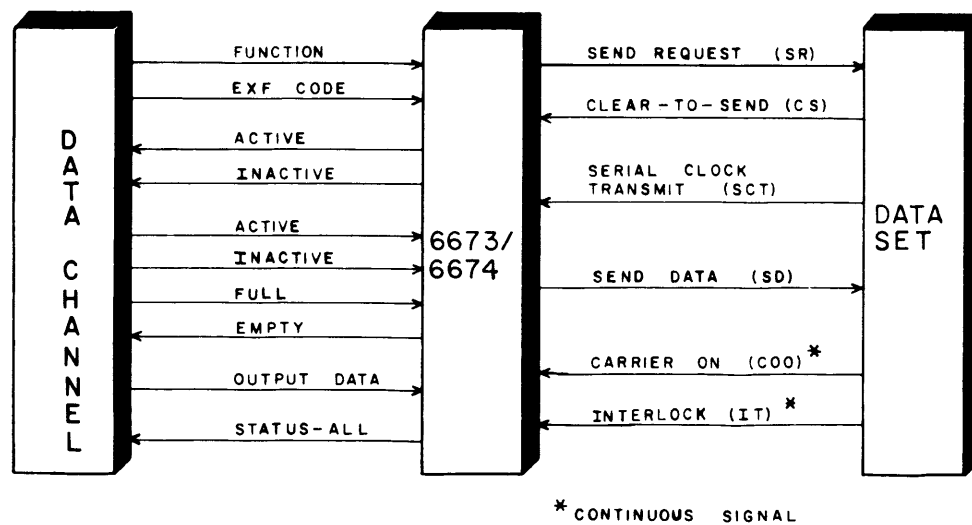 DATA CHANNEL
FUNCTION
EXF CODE
ACTIVE
INACTIVE
ACTIVE
INACTIVE
FULL
EMPTY
OUTPUT DATA
STATUS-ALL
6673/
6674
SEND REQUEST (SR)
CLEAR-TO-SEND (CS)
SERIAL CLOCK
TRANSMIT (SCT)
SEND DATA (SD)
CARRIER ON (COO)*
INTERLOCK (IT) *
DATA
SET
* CONTINUOUS SIGNAL